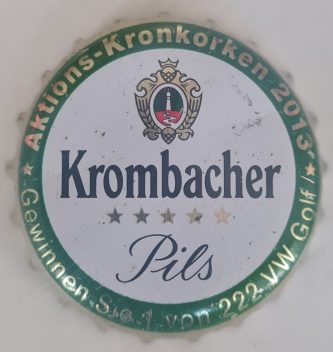 Aktions-Kronkorken 2013
Krombacher
Pils
Gewinnen Sie 1 von 222 VW Golf!